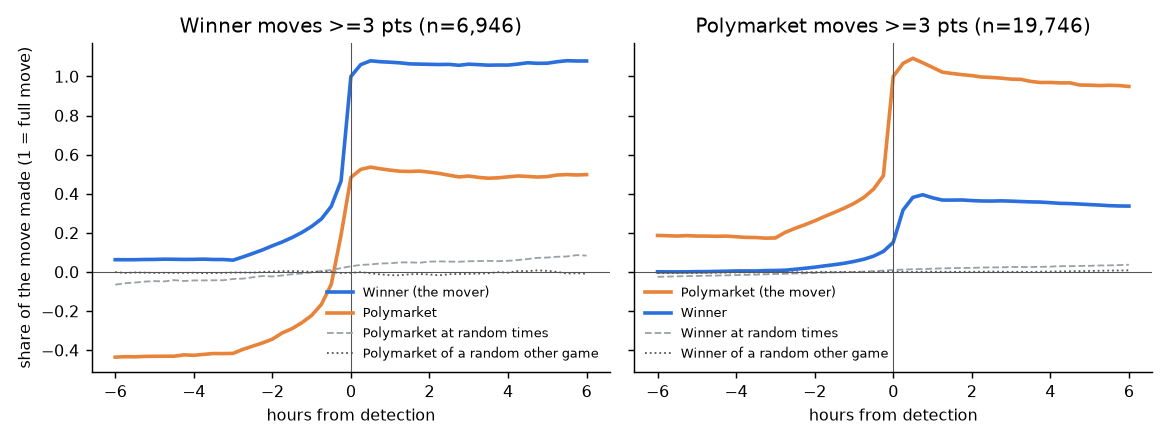 Winner moves >=3 pts (n=6,946)
share of the move made (1 = full move)
1.0
0.8
0.6
0.4
0.2
0.0
−0.2
−0.4
Winner (the mover)
Polymarket
Polymarket at random times
Polymarket of a random other game
−6
−4
−2
0
2
4
6
hours from detection
Polymarket moves >=3 pts (n=19,746)
Polymarket (the mover)
Winner
Winner at random times
Winner of a random other game
−6
−4
−2
0
2
4
6
hours from detection